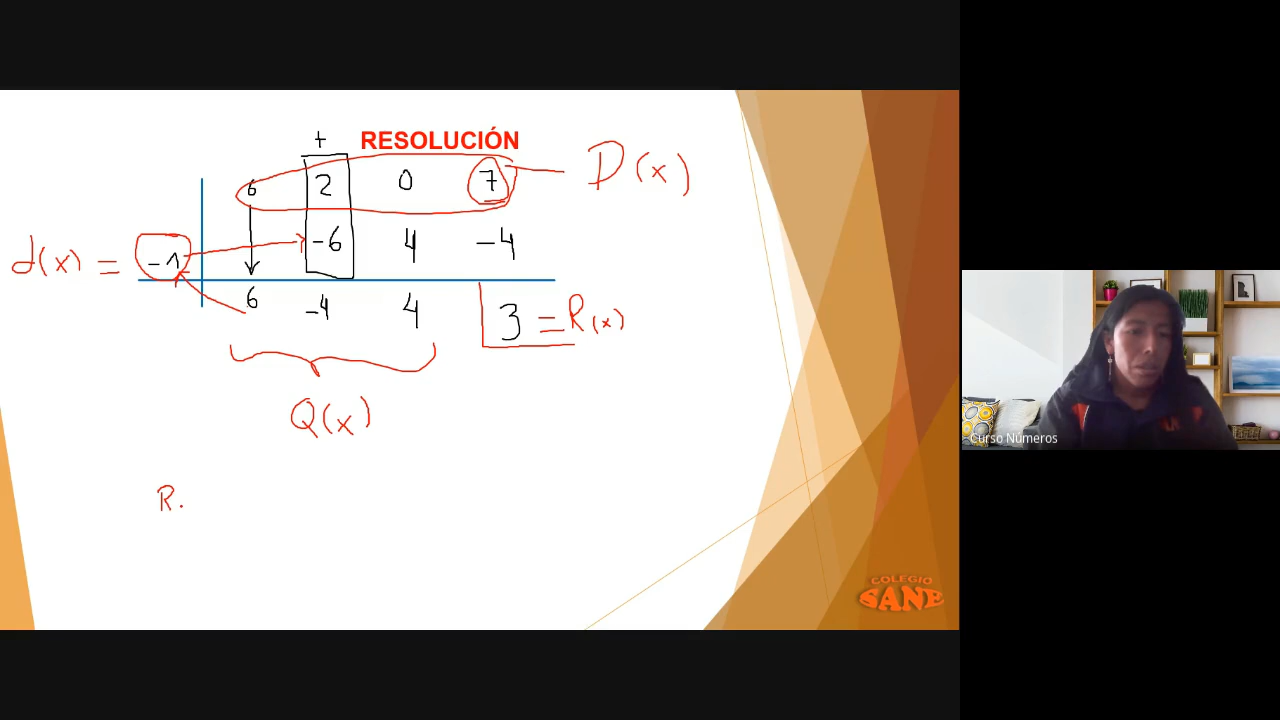 +
RESOLUCIÓN
6 2 0 7
D(x)
-6 4 -4
d(x) = -1
6 -4 4 3 = R(x)
Q(x)
R.
Curso Números
COLEGIO
SANE